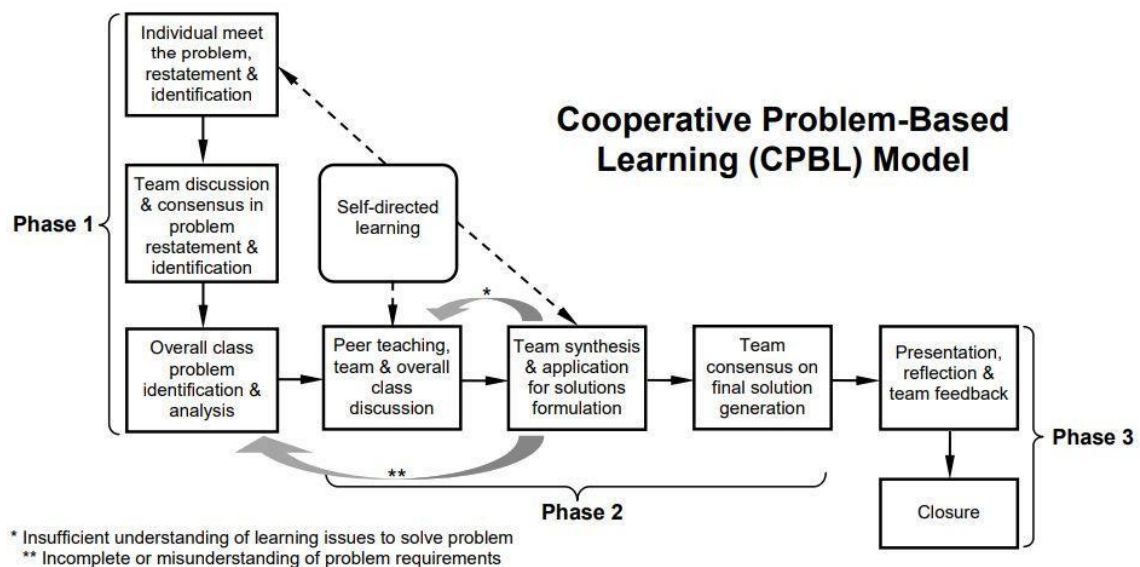 Individual meet
the problem,
restatement &
identification
Cooperative Problem-Based
Learning (CPBL) Model
Phase 1
Team discussion
& consensus in
problem
restatement &
identification
Self-directed
learning
*
Overall class
problem
identification &
analysis
Peer teaching,
team & overall
class
discussion
Team synthesis
& application
for solutions
formulation
Team
consensus on
final solution
generation
Presentation,
reflection &
team feedback
Phase 3
**
Phase 2
Closure
* Insufficient understanding of learning issues to solve problem
** Incomplete or misunderstanding of problem requirements